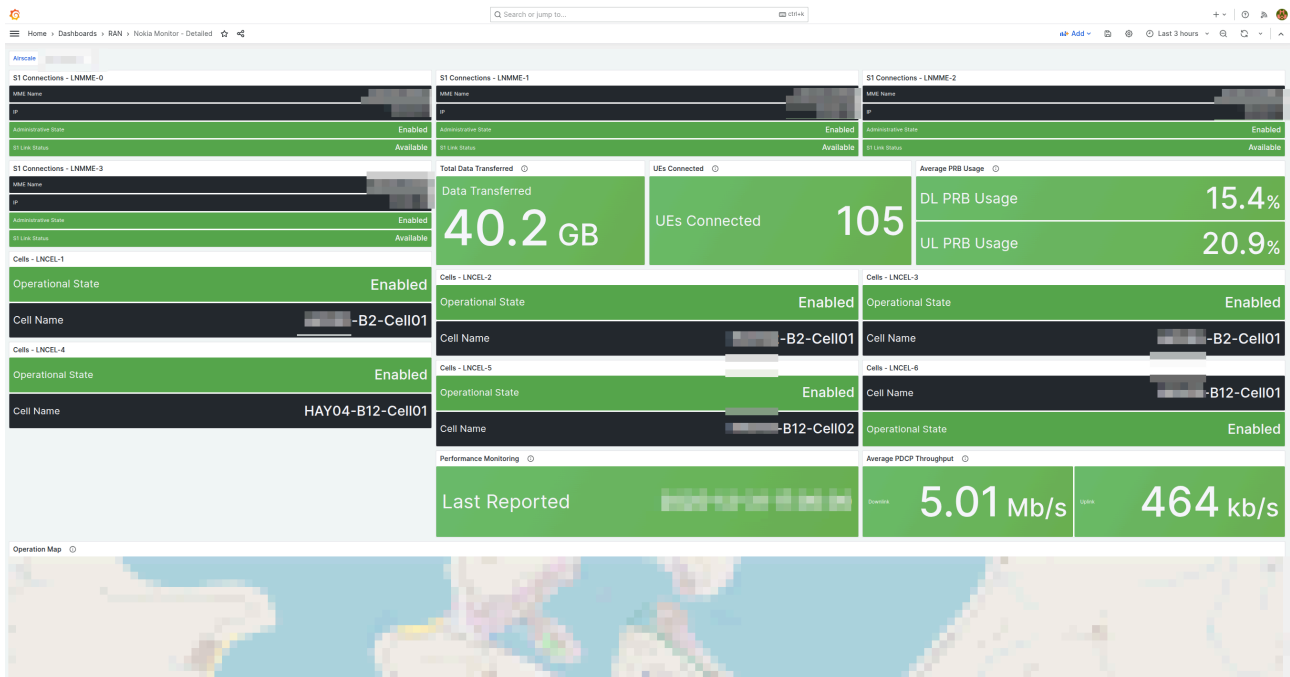 Search or jump to...
ctrl+k
Home › Dashboards › RAN › Nokia Monitor - Detailed
Add
Last 3 hours
Airscale
S1 Connections - LNMME-0
MME Name
IP
Administrative State Enabled
S1 Link Status Available
S1 Connections - LNMME-1
MME Name
IP
Administrative State Enabled
S1 Link Status Available
S1 Connections - LNMME-2
MME Name
IP
Administrative State Enabled
S1 Link Status Available
S1 Connections - LNMME-3
MME Name
IP
Administrative State Enabled
S1 Link Status Available
Total Data Transferred
Data Transferred
40.2 GB
UEs Connected
UEs Connected 105
Average PRB Usage
DL PRB Usage 15.4%
UL PRB Usage 20.9%
Cells - LNCEL-1
Operational State Enabled
Cell Name -B2-Cell01
Cells - LNCEL-2
Operational State Enabled
Cell Name -B2-Cell01
Cells - LNCEL-3
Operational State Enabled
Cell Name -B2-Cell01
Cells - LNCEL-4
Operational State Enabled
Cell Name HAY04-B12-Cell01
Cells - LNCEL-5
Operational State Enabled
Cell Name -B12-Cell02
Cells - LNCEL-6
Cell Name -B12-Cell01
Operational State Enabled
Performance Monitoring
Last Reported
Average PDCP Throughput
Downlink 5.01 Mb/s
Uplink 464 kb/s
Operation Map